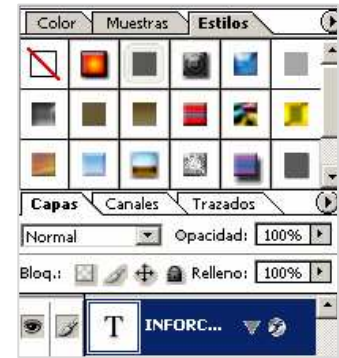 Color Muestras Estilos
Capas Canales Trazados
Normal Opacidad: 100%
Bloq.: Relleno: 100%
T INFORC...